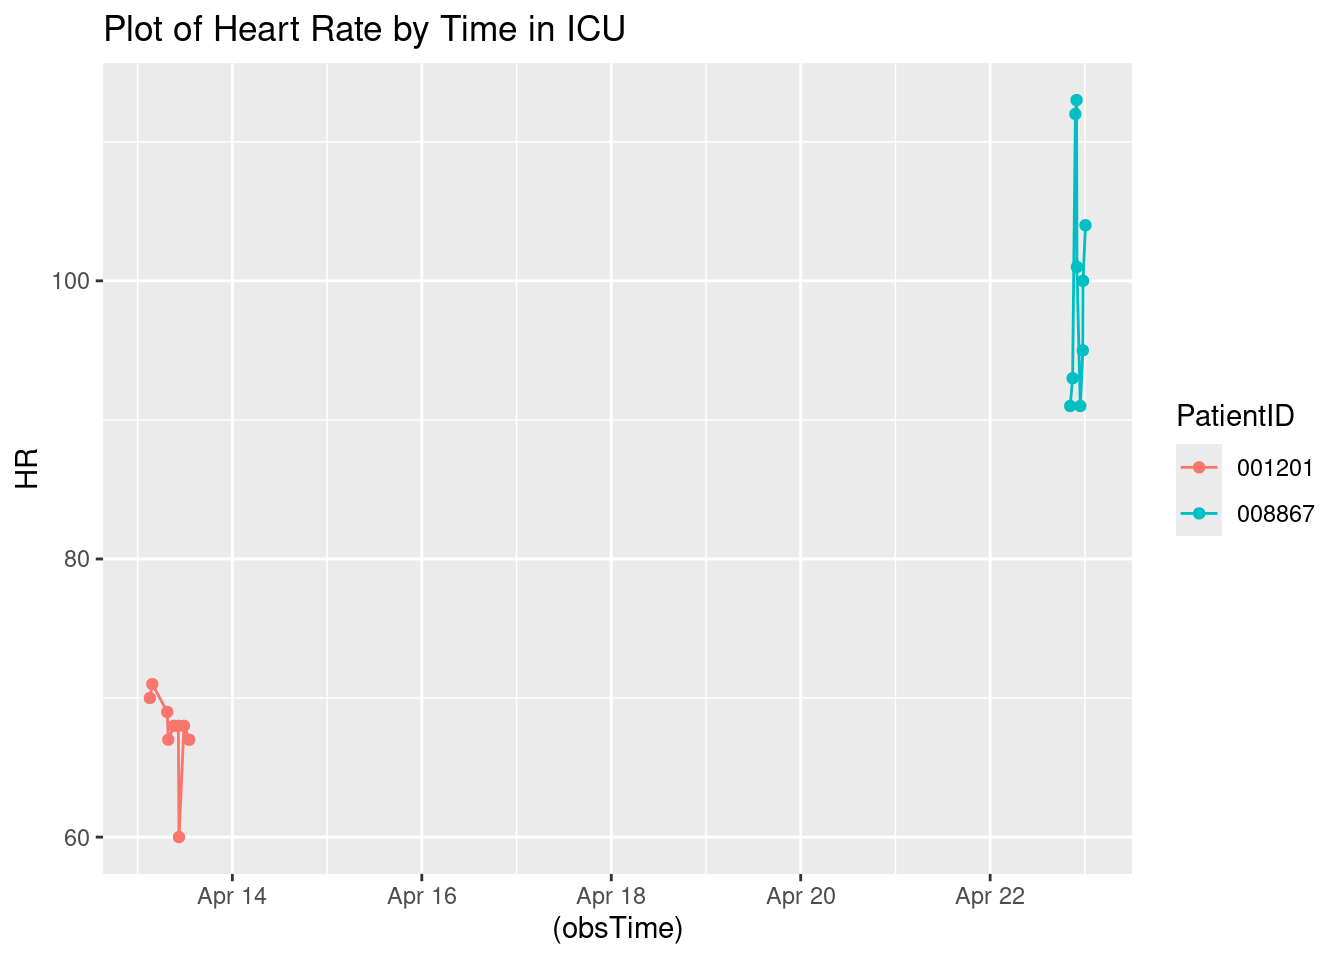 Plot of Heart Rate by Time in ICU
HR
100
80
60
Apr 14 Apr 16 Apr 18 Apr 20 Apr 22
(obsTime)
PatientID
001201
008867